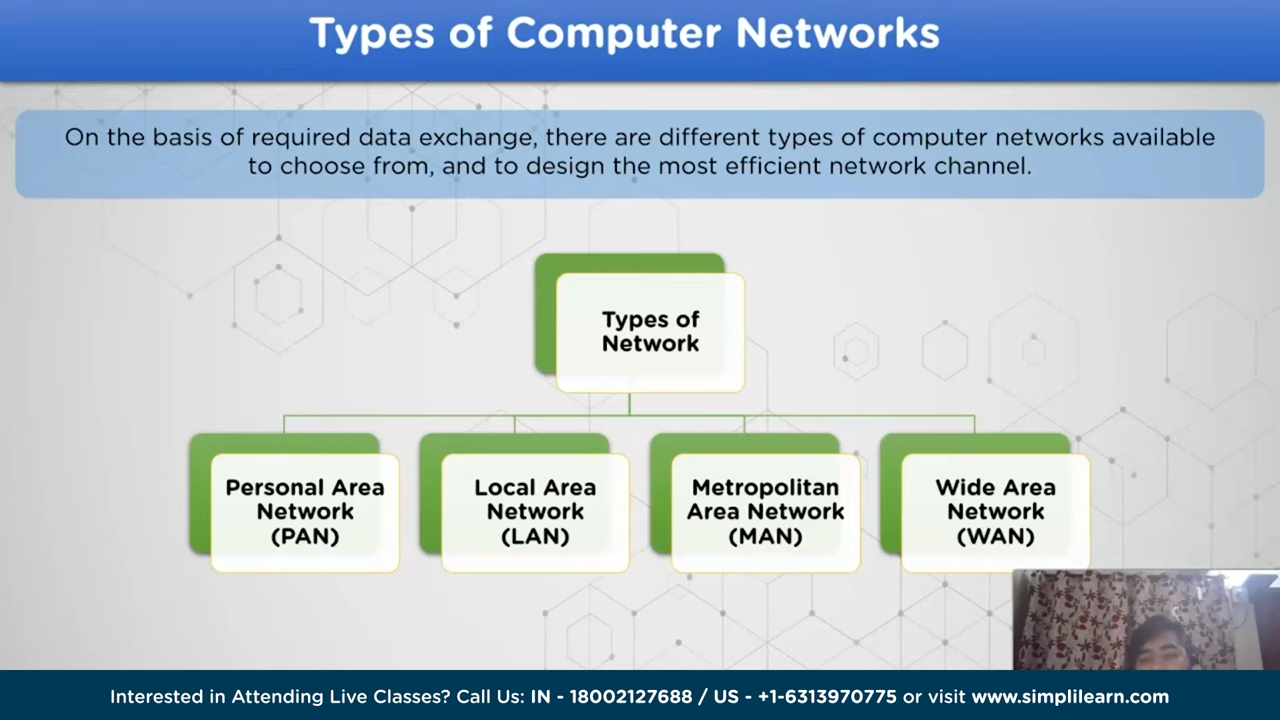 Types of Computer Networks
On the basis of required data exchange, there are different types of computer networks available
to choose from, and to design the most efficient network channel.
Types of
Network
Personal Area
Network
(PAN)
Local Area
Network
(LAN)
Metropolitan
Area Network
(MAN)
Wide Area
Network
(WAN)
Interested in Attending Live Classes? Call Us: IN - 18002127688 / US - +1-6313970775 or visit www.simplilearn.com